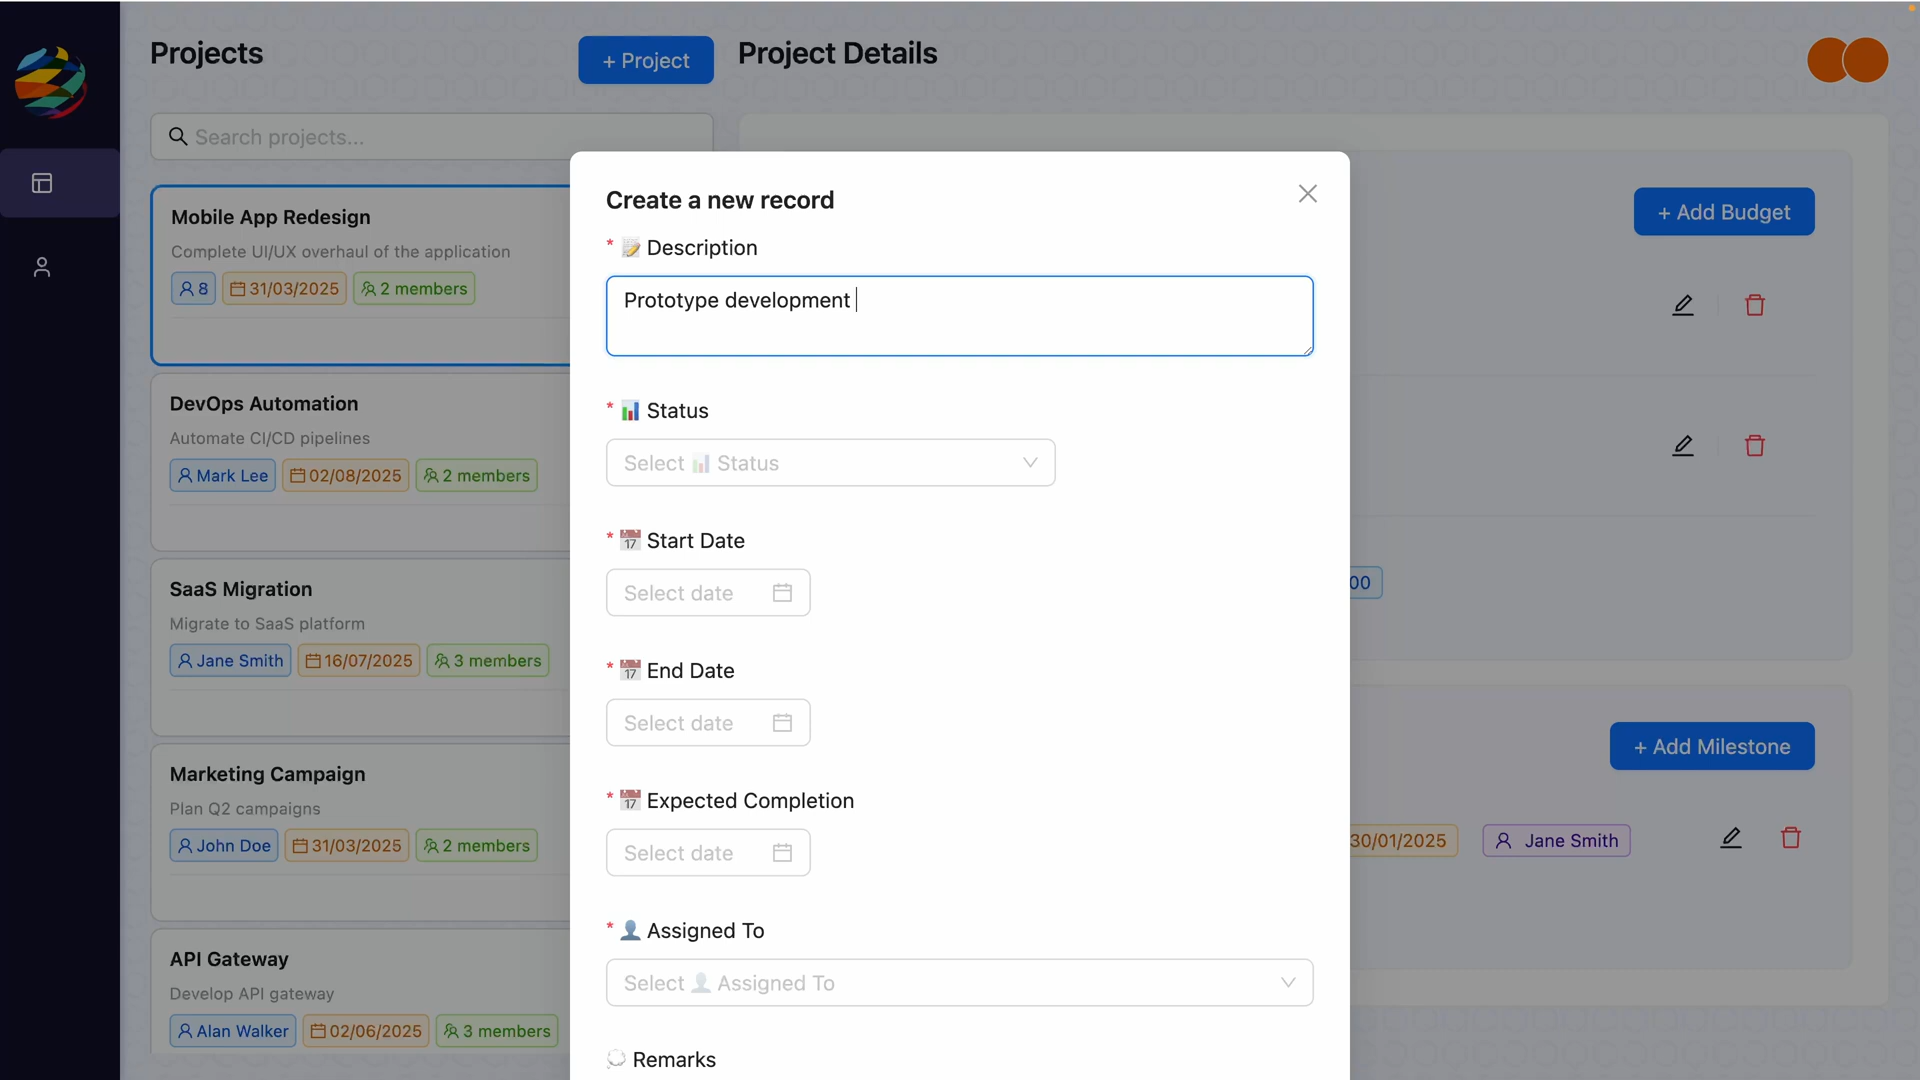 Projects
+ Project
Search projects...
Mobile App Redesign
Complete UI/UX overhaul of the application
8
31/03/2025
2 members
DevOps Automation
Automate CI/CD pipelines
Mark Lee
02/08/2025
2 members
SaaS Migration
Migrate to SaaS platform
Jane Smith
16/07/2025
3 members
Marketing Campaign
Plan Q2 campaigns
John Doe
31/03/2025
2 members
API Gateway
Develop API gateway
Alan Walker
02/06/2025
3 members
Project Details
+ Add Budget
00
+ Add Milestone
30/01/2025
Jane Smith
Create a new record
* 📝 Description
Prototype development
* 📊 Status
Select 📊 Status
* 📅 Start Date
Select date
* 📅 End Date
Select date
* 📅 Expected Completion
Select date
* 👤 Assigned To
Select 👤 Assigned To
💭 Remarks